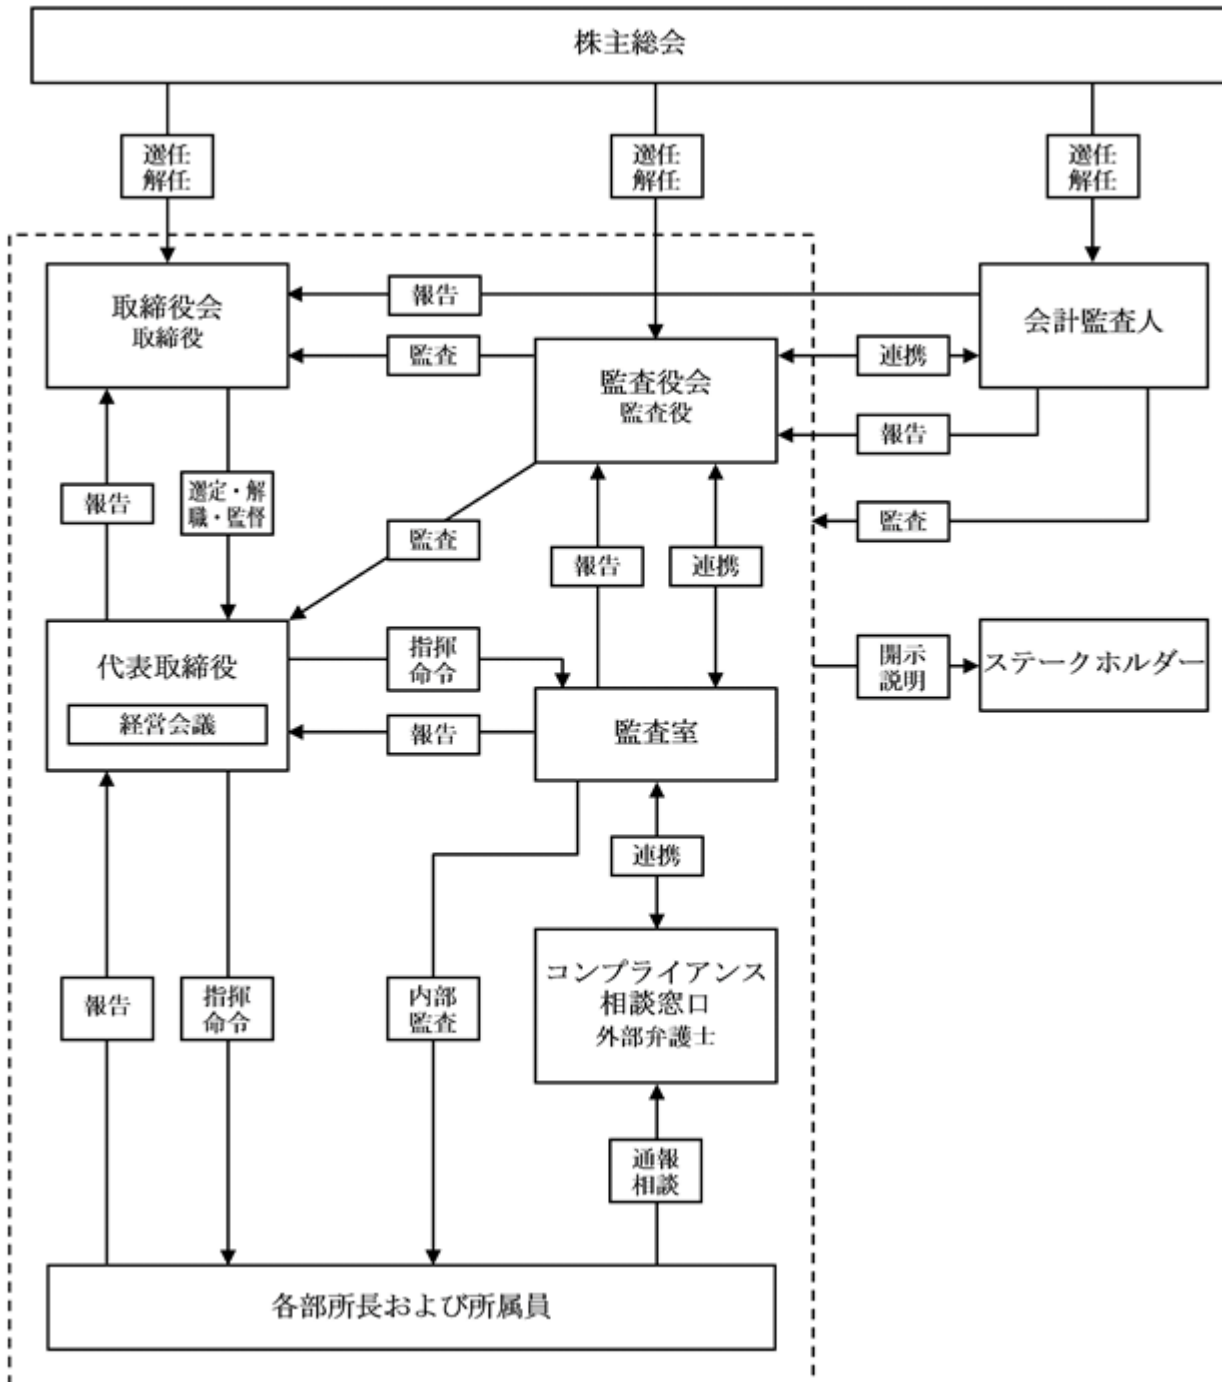 株主総会
選任
解任
選任
解任
選任
解任
取締役会
取締役
報告
会計監査人
監査
監査役会
監査役
連携
報告
報告
選定・解
職・監督
監査
報告
連携
監査
代表取締役
経営会議
指揮
命令
報告
監査室
開示
説明
ステークホルダー
連携
コンプライアンス
相談窓口
外部弁護士
報告
指揮
命令
内部
監査
通報
相談
各部所長および所属員